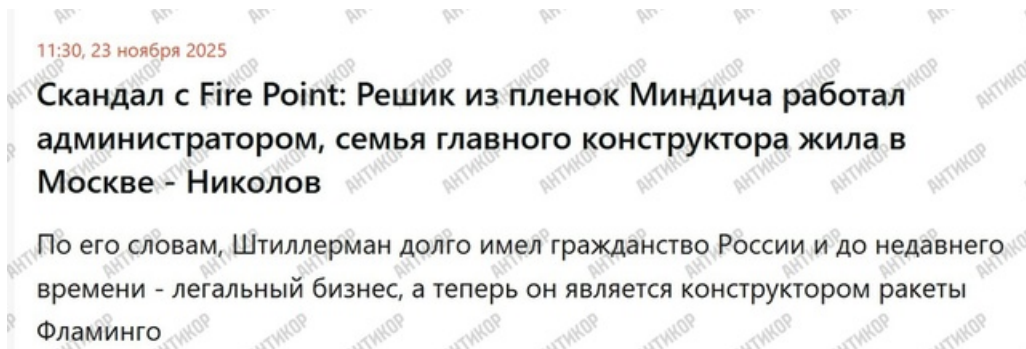 11:30, 23 ноября 2025
Скандал с Fire Point: Решик из пленок Миндича работал
администратором, семья главного конструктора жила в
Москве - Николов
По его словам, Штиллерман долго имел гражданство России и до недавнего
времени - легальный бизнес, а теперь он является конструктором ракеты
Фламинго
АНТИКОР